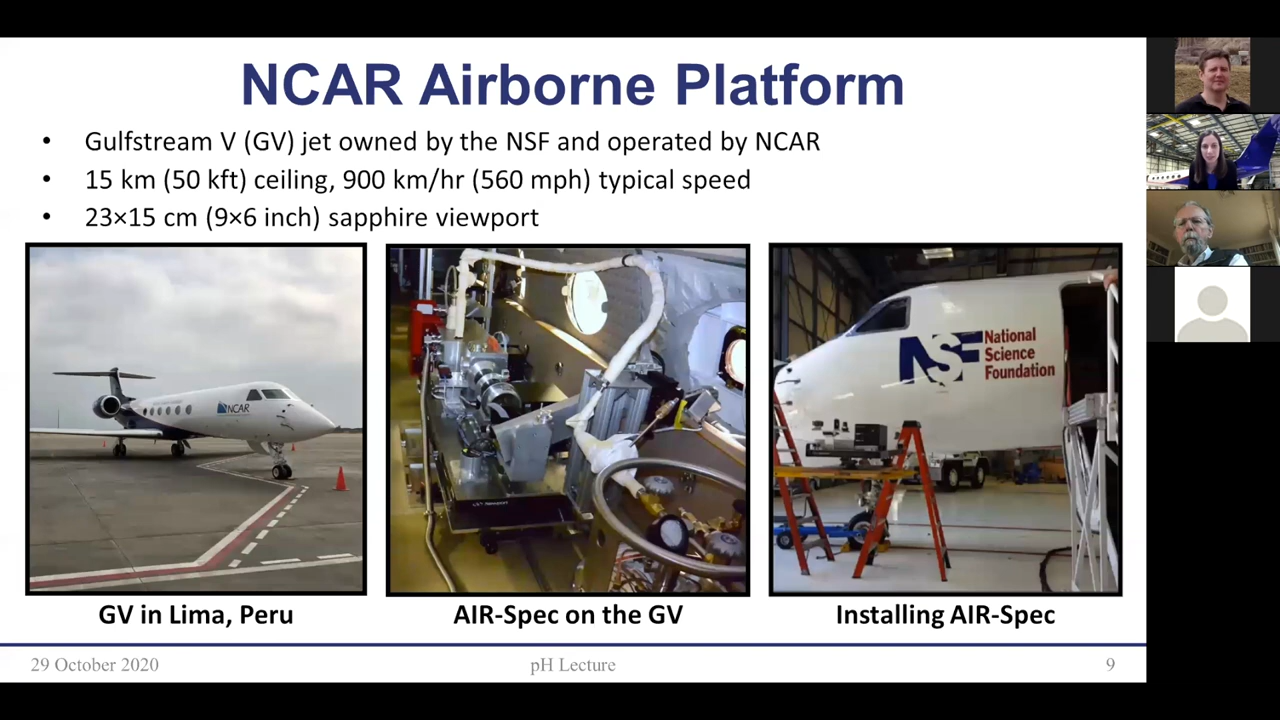 NCAR Airborne Platform
• Gulfstream V (GV) jet owned by the NSF and operated by NCAR
• 15 km (50 kft) ceiling, 900 km/hr (560 mph) typical speed
• 23×15 cm (9×6 inch) sapphire viewport
NCAR
NSF
National
Science
Foundation
GV in Lima, Peru
AIR-Spec on the GV
Installing AIR-Spec
29 October 2020
pH Lecture
9